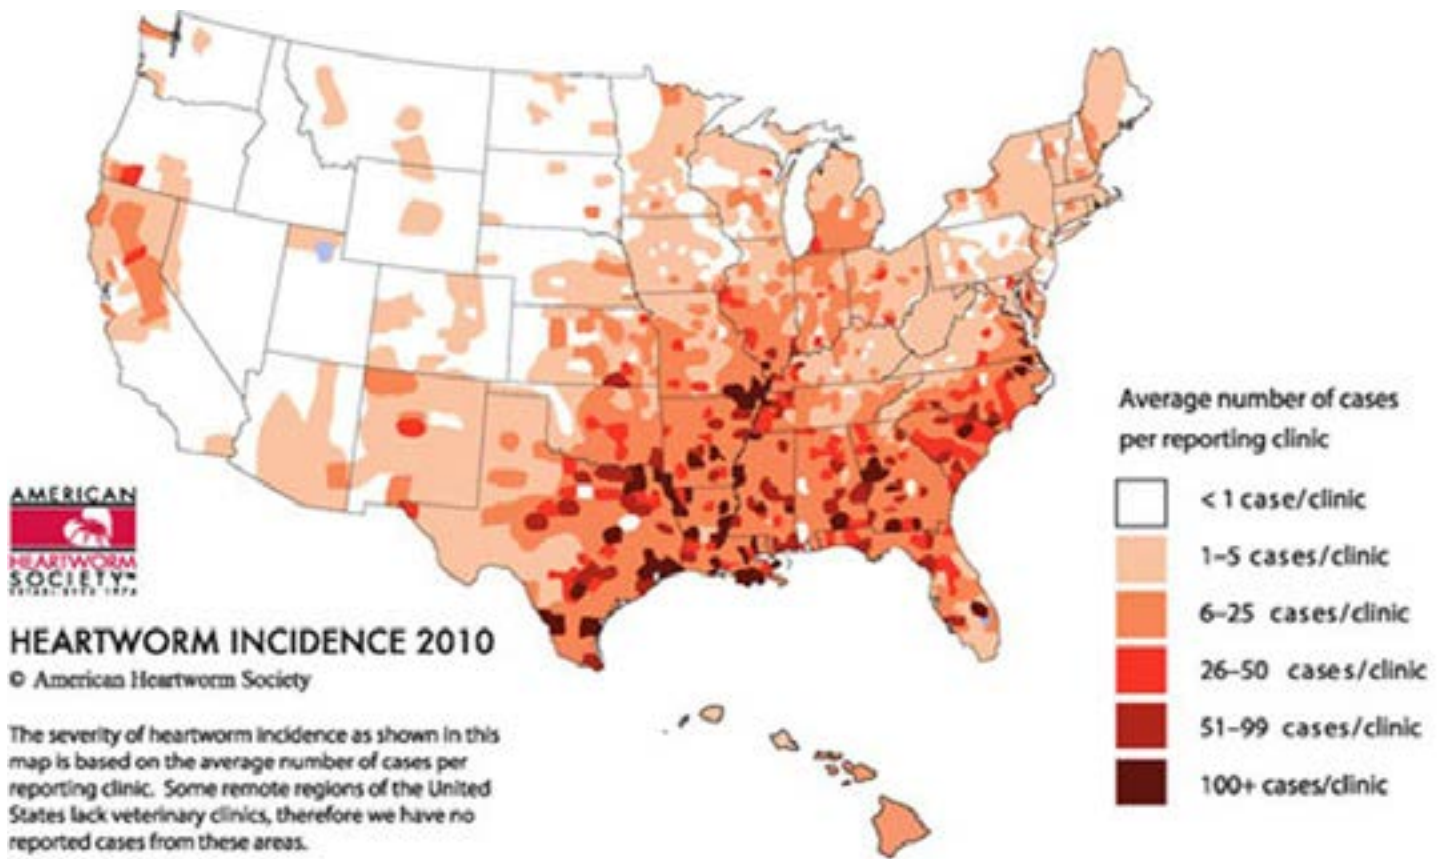 Average number of cases
per reporting clinic
< 1 case/clinic
1–5 cases/clinic
6–25 cases/clinic
26–50 cases/clinic
51–99 cases/clinic
100+ cases/clinic
AMERICAN
HEARTWORM
SOCIETY™
ESTABLISHED 1974
HEARTWORM INCIDENCE 2010
© American Heartworm Society
The severity of heartworm incidence as shown in this
map is based on the average number of cases per
reporting clinic. Some remote regions of the United
States lack veterinary clinics, therefore we have no
reported cases from these areas.